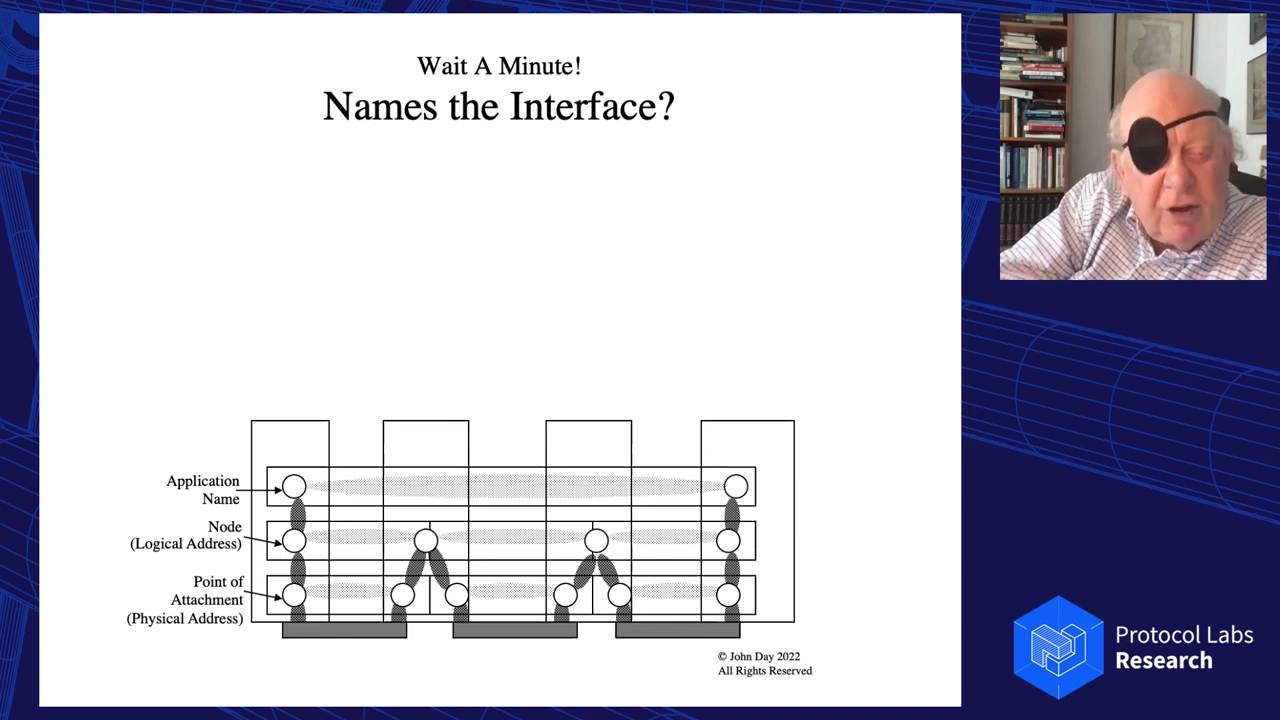 Wait A Minute!
Names the Interface?
Application
Name
Node
(Logical Address)
Point of
Attachment
(Physical Address)
© John Day 2022
All Rights Reserved
Protocol Labs
Research